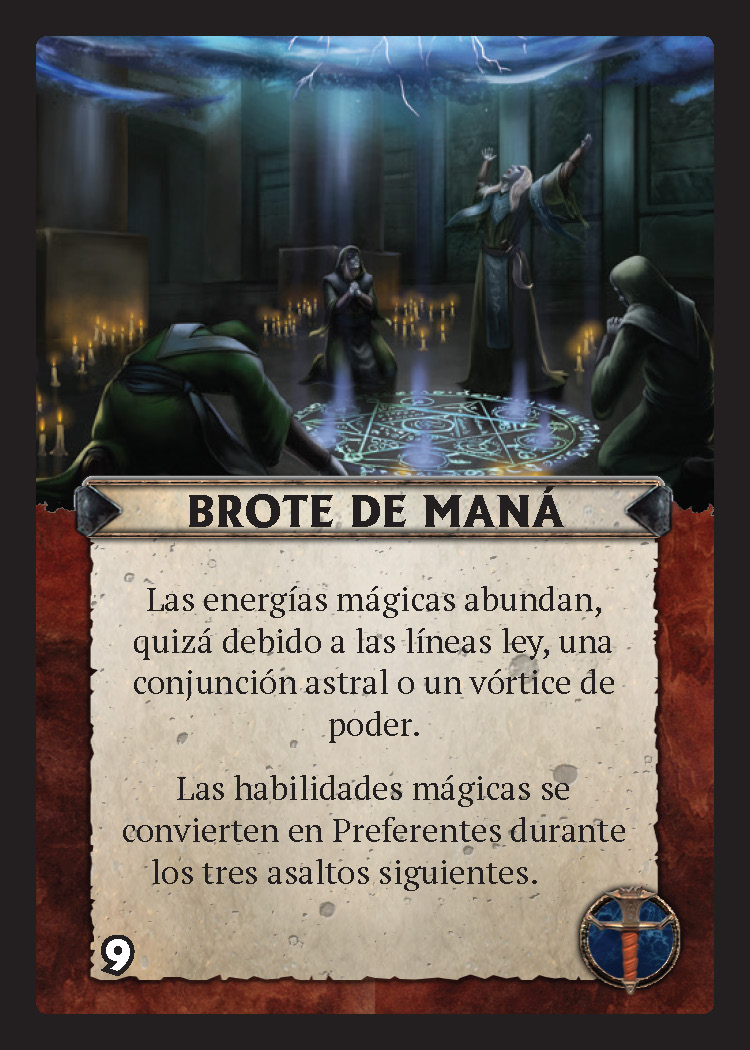 BROTE DE MANÁ
Las energías mágicas abundan,
quizá debido a las líneas ley, una
conjunción astral o un vórtice de
poder.
Las habilidades mágicas se
convierten en Preferentes durante
los tres asaltos siguientes.
9